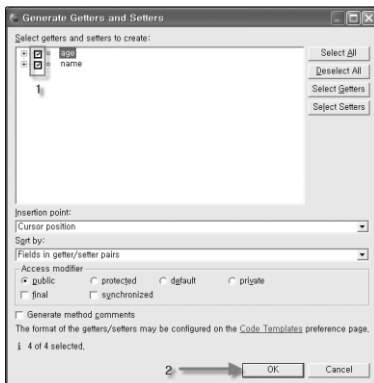 Generate Getters and Setters
Select getters and setters to create:
age
name
1
Select All
Deselect All
Select Getters
Select Setters
Insertion point:
Cursor position
Sort by:
Fields in getter/setter pairs
Access modifier
public protected default private
final synchronized
Generate method comments
The format of the getters/setters may be configured on the Code Templates preference page.
i 4 of 4 selected.
2 OK Cancel